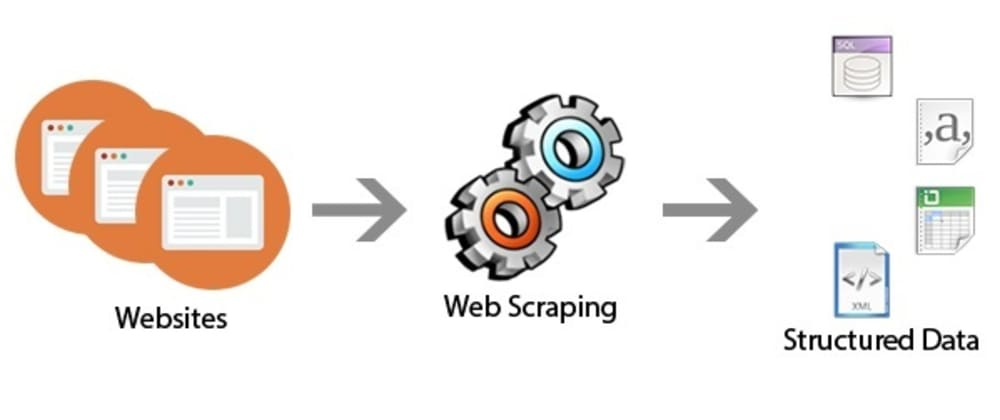 SQL
,a,
</>
XML
Websites
Web Scraping
Structured Data